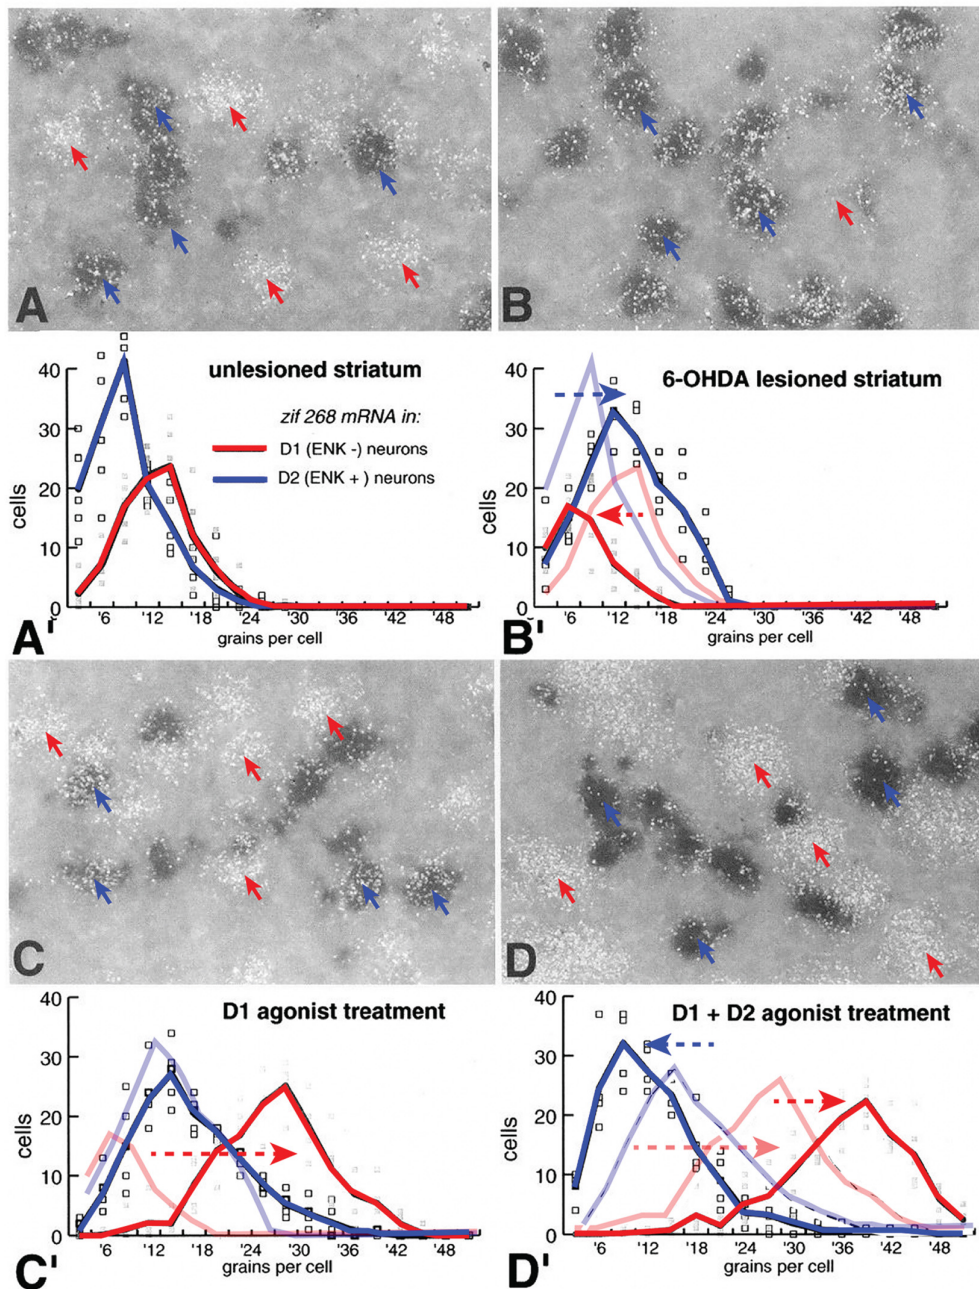 A
B
40
30
20
10
0
cells
unlesioned striatum
zif 268 mRNA in:
D1 (ENK -) neurons
D2 (ENK + ) neurons
'6 '12 '18 '24 '30 '36 '42 '48
grains per cell
A'
40
30
20
10
0
cells
6-OHDA lesioned striatum
'6 '12 '18 '24 '30 '36 '42 '48
grains per cell
B'
C
D
40
30
20
10
0
cells
D1 agonist treatment
'6 '12 '18 '24 '30 '36 '42 '48
grains per cell
C'
40
30
20
10
0
cells
D1 + D2 agonist treatment
'6 '12 '18 '24 '30 '36 '42 '48
grains per cell
D'